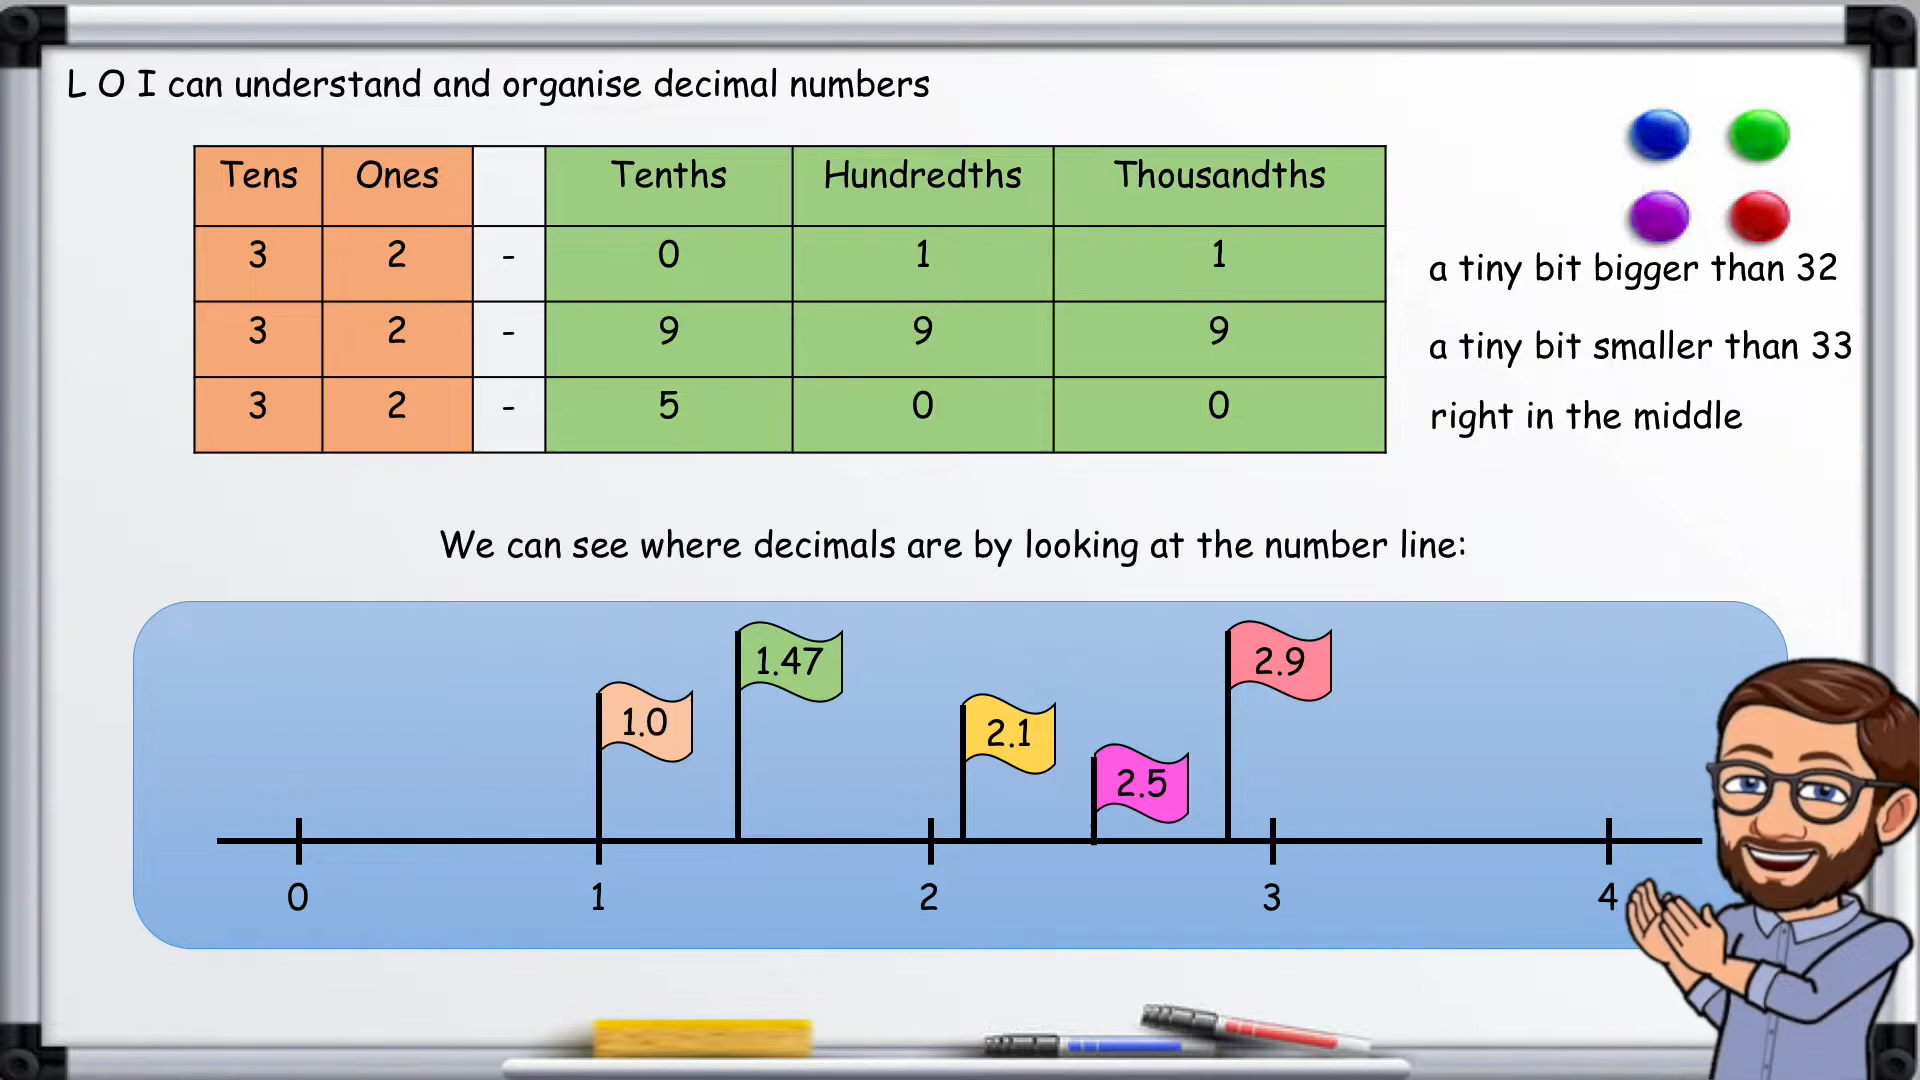 L O I can understand and organise decimal numbers
Tens Ones Tenths Hundredths Thousandths
3 2 - 0 1 1 a tiny bit bigger than 32
3 2 - 9 9 9 a tiny bit smaller than 33
3 2 - 5 0 0 right in the middle
We can see where decimals are by looking at the number line:
1.0 1.47 2.1 2.5 2.9
0 1 2 3 4